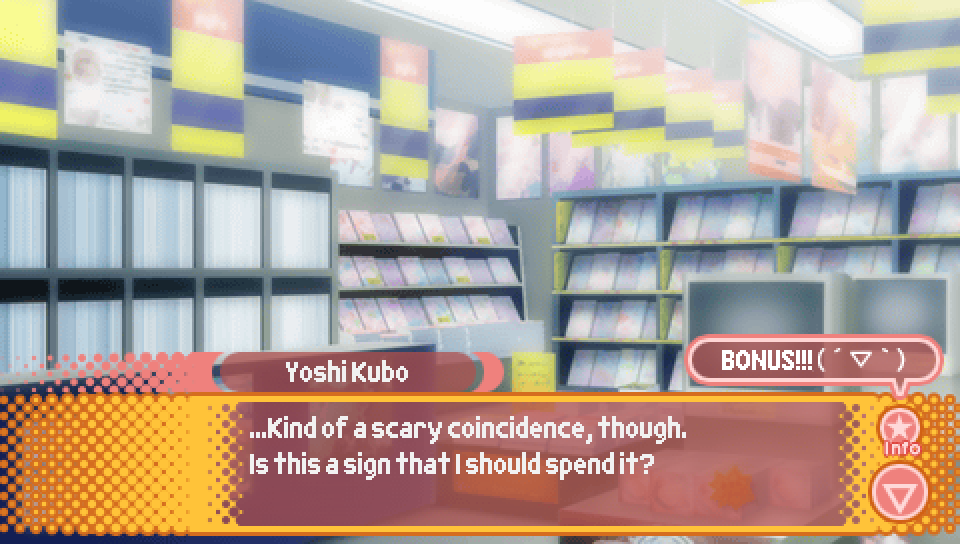 Yoshi Kubo
BONUS!!!( ´ ▽ ` )
...Kind of a scary coincidence, though.
Is this a sign that I should spend it?
Info